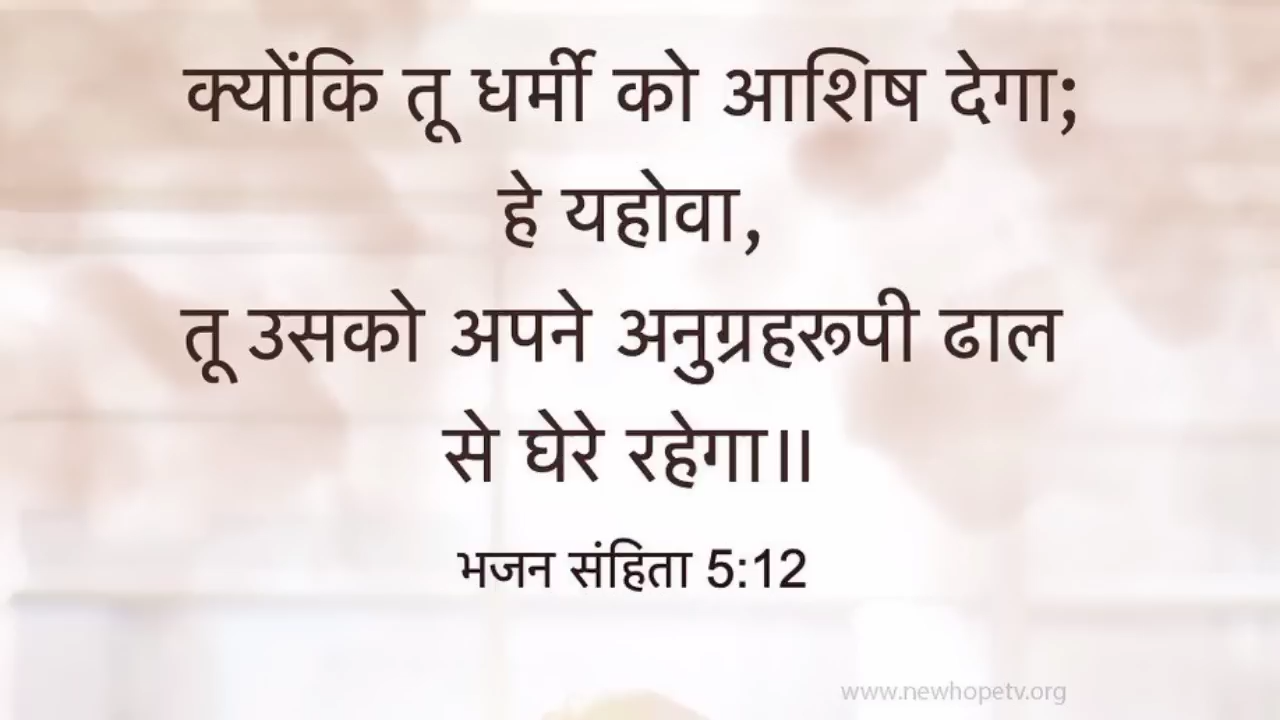 क्योंकि तू धर्मी को आशिष देगा;
हे यहोवा,
तू उसको अपने अनुग्रहरूपी ढाल
से घेरे रहेगा॥
भजन संहिता 5:12
www.newhopetv.org